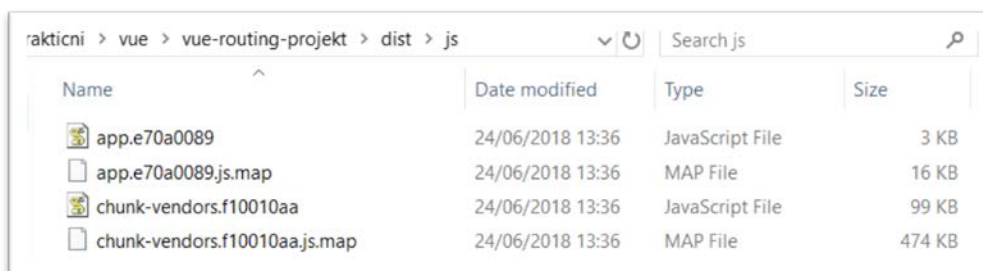 rakticni > vue > vue-routing-projekt > dist > js Search js
Name Date modified Type Size
app.e70a0089 24/06/2018 13:36 JavaScript File 3 KB
app.e70a0089.js.map 24/06/2018 13:36 MAP File 16 KB
chunk-vendors.f10010aa 24/06/2018 13:36 JavaScript File 99 KB
chunk-vendors.f10010aa.js.map 24/06/2018 13:36 MAP File 474 KB